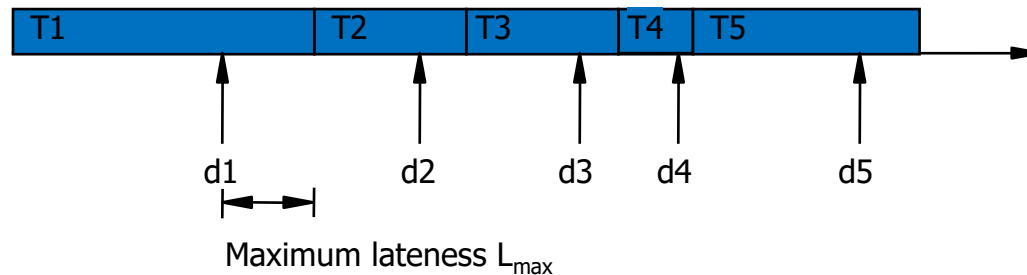 T1 T2 T3 T4 T5
d1 d2 d3 d4 d5
Maximum lateness Lmax